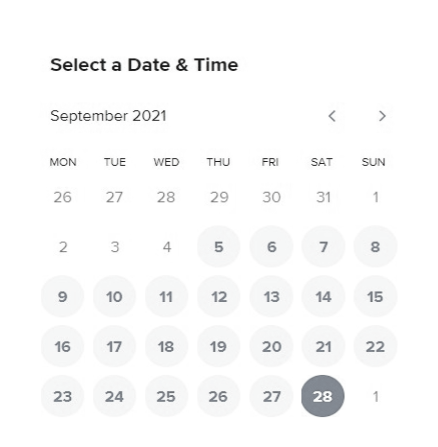 Select a Date & Time
September 2021
MON TUE WED THU FRI SAT SUN
26 27 28 29 30 31 1
2 3 4 5 6 7 8
9 10 11 12 13 14 15
16 17 18 19 20 21 22
23 24 25 26 27 28 1